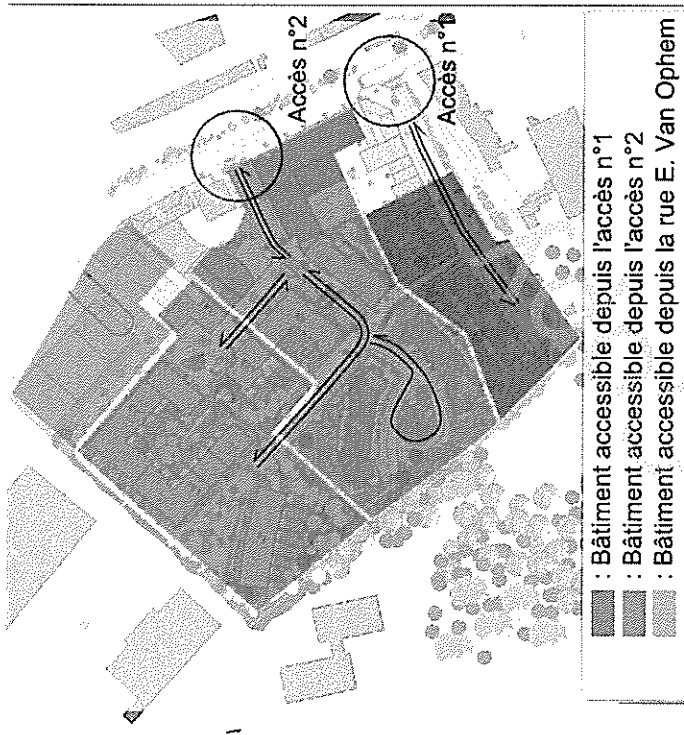 Accès n°2
Accès n°1
: Bâtiment accessible depuis l'accès n°1
: Bâtiment accessible depuis l'accès n°2
: Bâtiment accessible depuis la rue E. Van Ophem